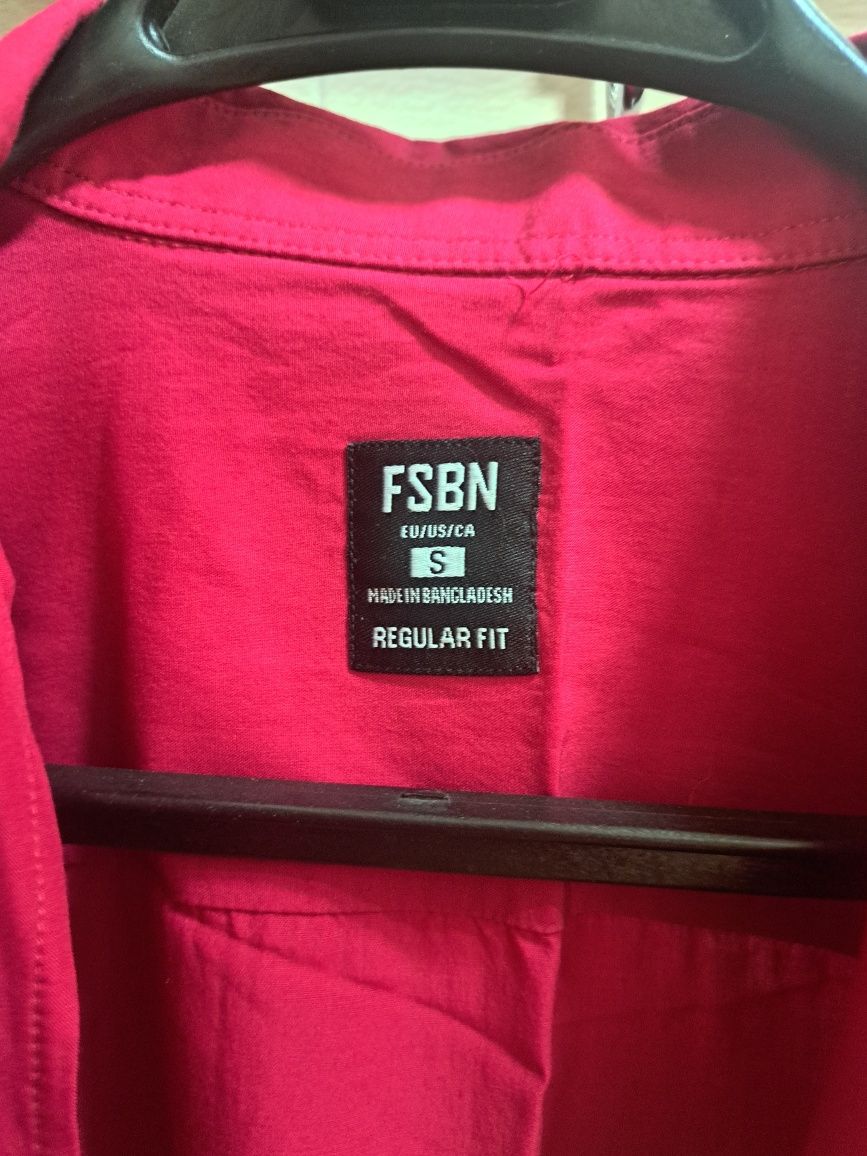 FSBN
EU/US/CA
S
MADE IN BANGLADESH
REGULAR FIT